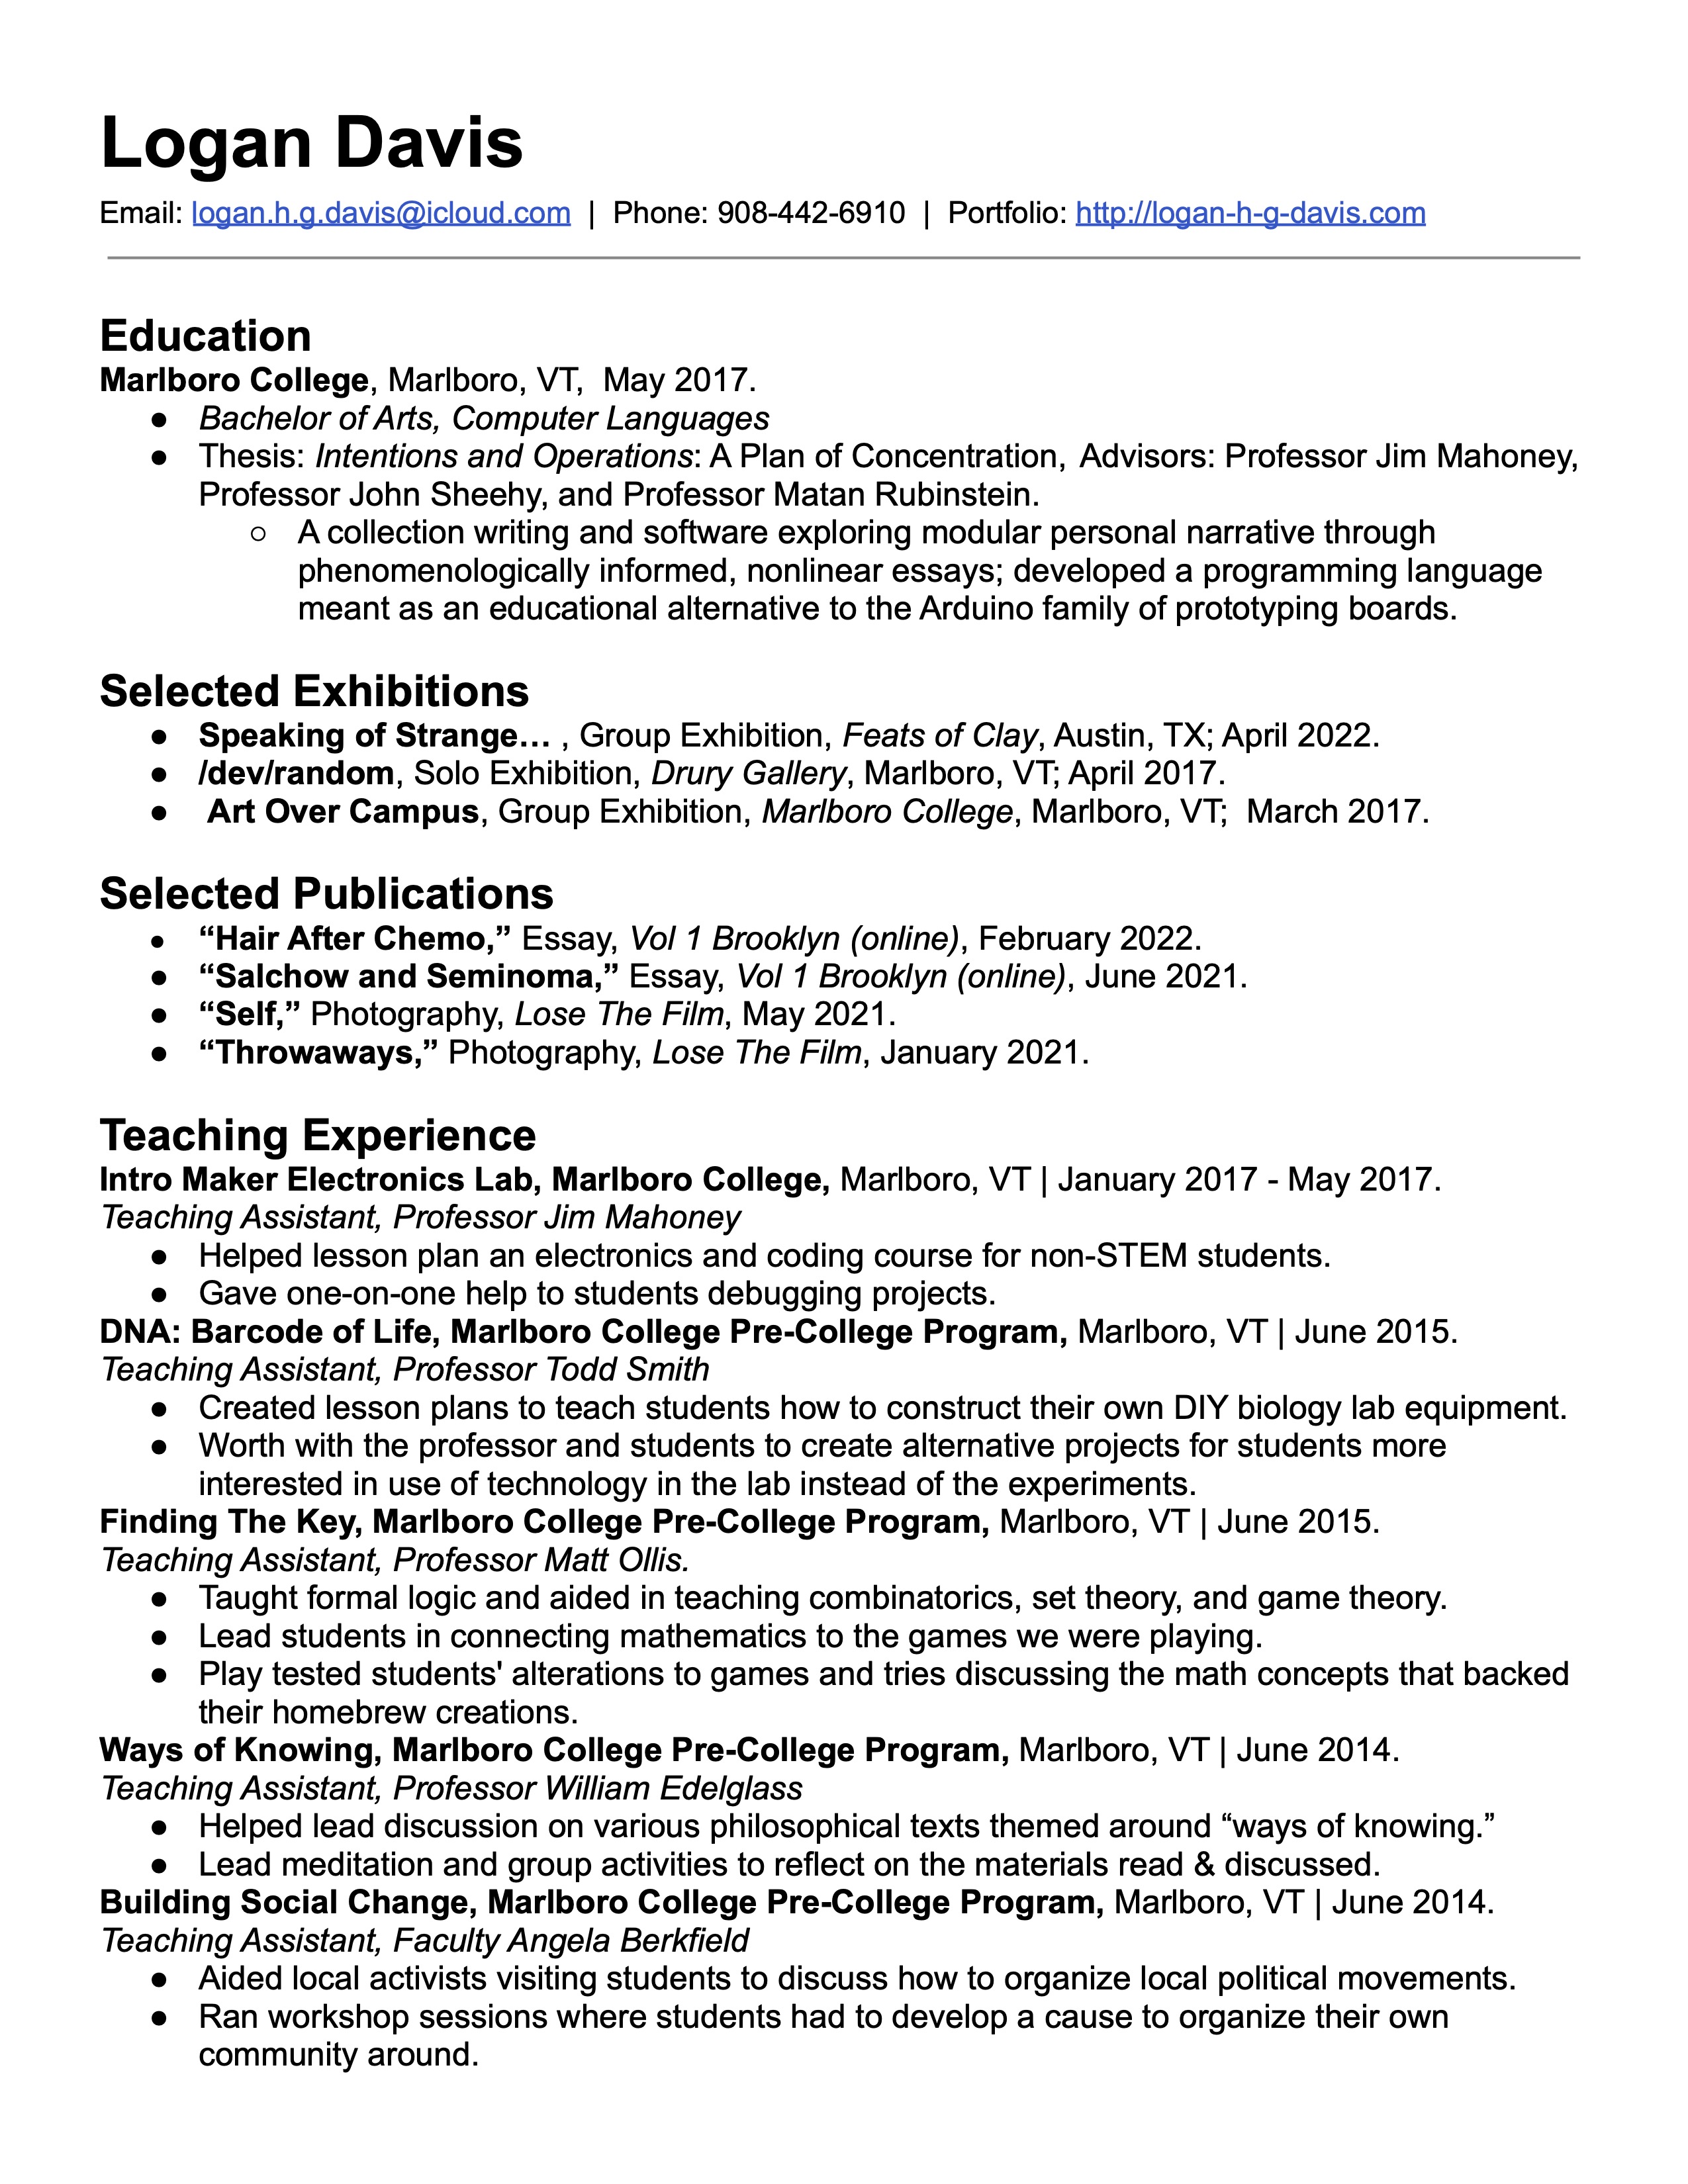 Logan Davis
Email: logan.h.g.davis@icloud.com | Phone: 908-442-6910 | Portfolio: http://logan-h-g-davis.com
Education
Marlboro College, Marlboro, VT,  May 2017.
● Bachelor of Arts, Computer Languages
● Thesis: Intentions and Operations: A Plan of Concentration, Advisors: Professor Jim Mahoney,
Professor John Sheehy, and Professor Matan Rubinstein.
○ A collection writing and software exploring modular personal narrative through
phenomenologically informed, nonlinear essays; developed a programming language
meant as an educational alternative to the Arduino family of prototyping boards.
Selected Exhibitions
● Speaking of Strange… , Group Exhibition, Feats of Clay, Austin, TX; April 2022.
● /dev/random, Solo Exhibition, Drury Gallery, Marlboro, VT; April 2017.
● Art Over Campus, Group Exhibition, Marlboro College, Marlboro, VT;  March 2017.
Selected Publications
● “Hair After Chemo,” Essay, Vol 1 Brooklyn (online), February 2022.
● “Salchow and Seminoma,” Essay, Vol 1 Brooklyn (online), June 2021.
● “Self,” Photography, Lose The Film, May 2021.
● “Throwaways,” Photography, Lose The Film, January 2021.
Teaching Experience
Intro Maker Electronics Lab, Marlboro College, Marlboro, VT | January 2017 - May 2017.
Teaching Assistant, Professor Jim Mahoney
● Helped lesson plan an electronics and coding course for non-STEM students.
● Gave one-on-one help to students debugging projects.
DNA: Barcode of Life, Marlboro College Pre-College Program, Marlboro, VT | June 2015.
Teaching Assistant, Professor Todd Smith
● Created lesson plans to teach students how to construct their own DIY biology lab equipment.
● Worth with the professor and students to create alternative projects for students more
interested in use of technology in the lab instead of the experiments.
Finding The Key, Marlboro College Pre-College Program, Marlboro, VT | June 2015.
Teaching Assistant, Professor Matt Ollis.
● Taught formal logic and aided in teaching combinatorics, set theory, and game theory.
● Lead students in connecting mathematics to the games we were playing.
● Play tested students' alterations to games and tries discussing the math concepts that backed
their homebrew creations.
Ways of Knowing, Marlboro College Pre-College Program, Marlboro, VT | June 2014.
Teaching Assistant, Professor William Edelglass
● Helped lead discussion on various philosophical texts themed around “ways of knowing.”
● Lead meditation and group activities to reflect on the materials read & discussed.
Building Social Change, Marlboro College Pre-College Program, Marlboro, VT | June 2014.
Teaching Assistant, Faculty Angela Berkfield
● Aided local activists visiting students to discuss how to organize local political movements.
● Ran workshop sessions where students had to develop a cause to organize their own
community around.